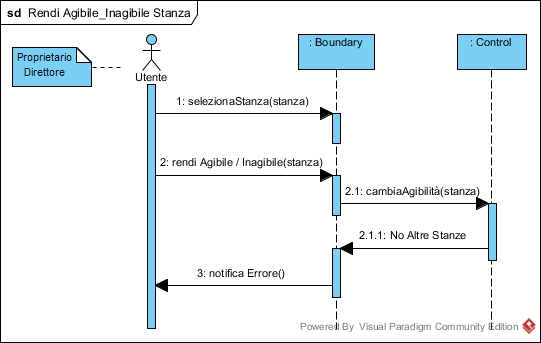 sd Rendi Agibile_Inagibile Stanza
Proprietario
Direttore
Utente
: Boundary
: Control
1: selezionaStanza(stanza)
2: rendi Agibile / Inagibile(stanza)
2.1: cambiaAgibilità(stanza)
2.1.1: No Altre Stanze
3: notifica Errore()
Powered By Visual Paradigm Community Edition